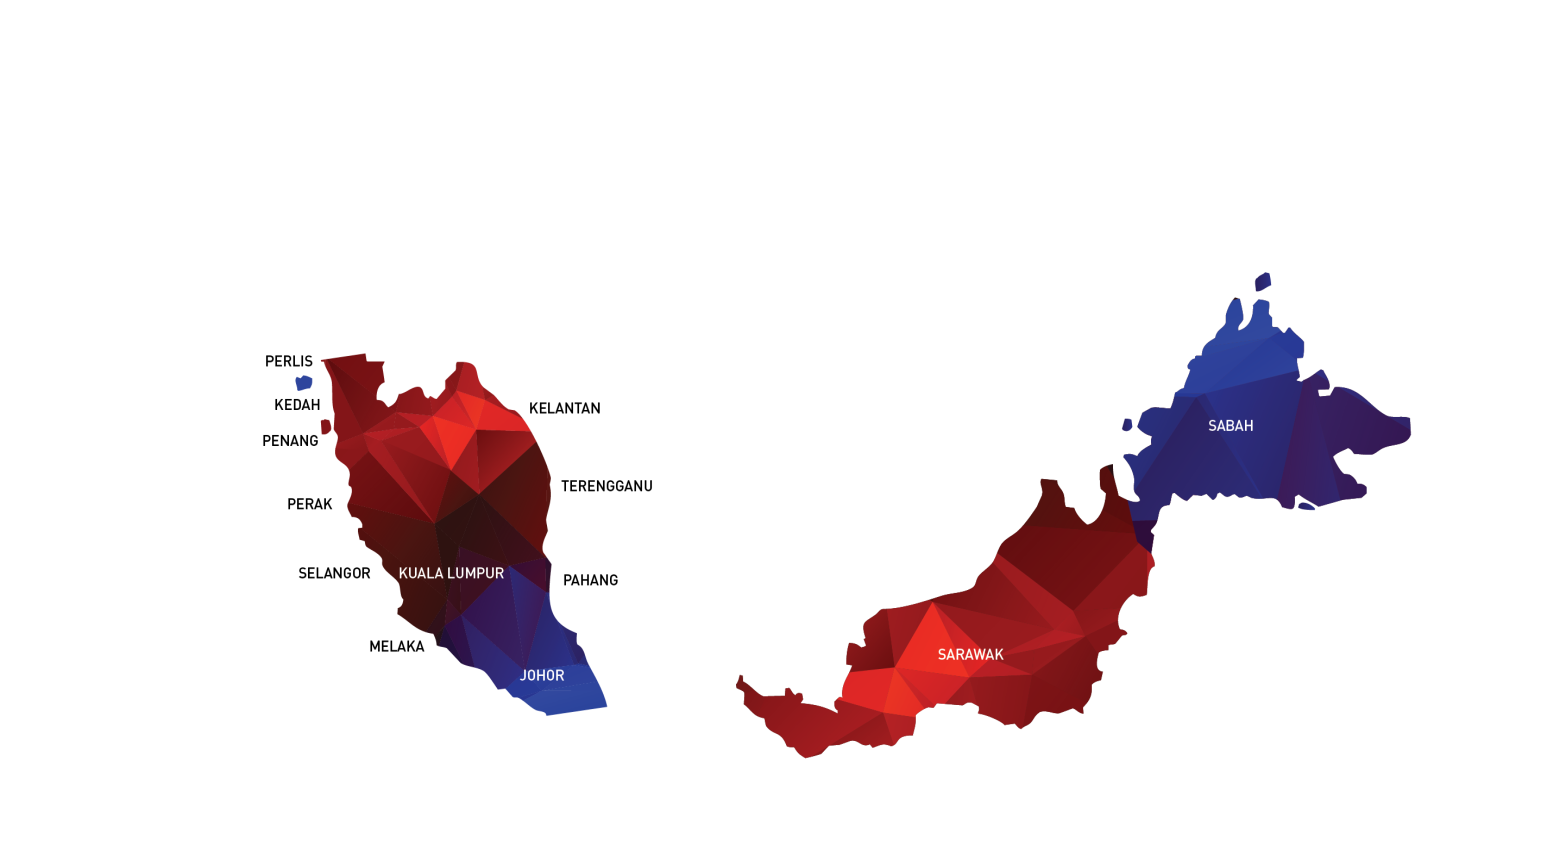 PERLIS
KEDAH
KELANTAN
PENANG
SABAH
TERENGGANU
PERAK
SELANGOR
KUALA LUMPUR
PAHANG
MELAKA
SARAWAK
JOHOR